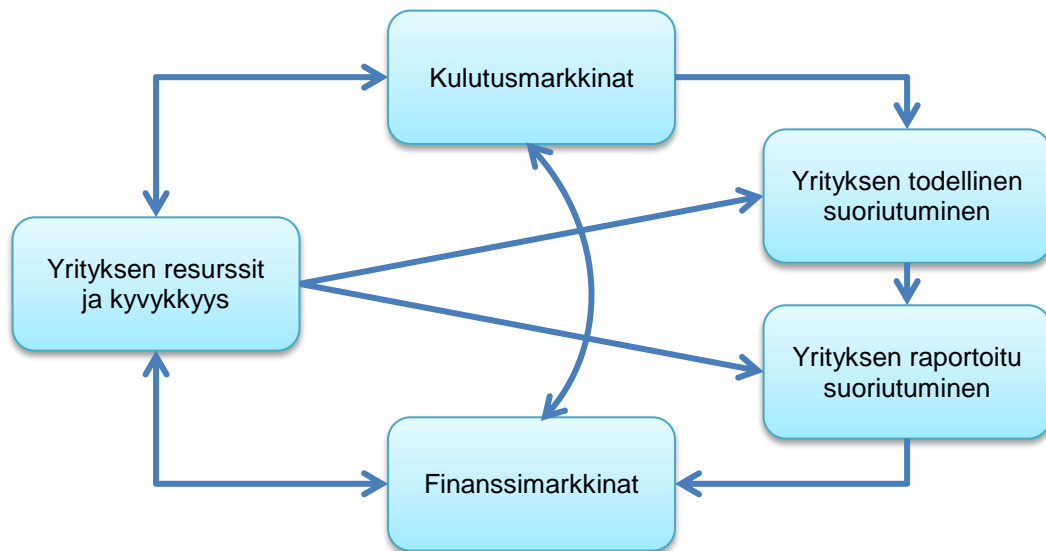 Kulutusmarkkinat
Yrityksen todellinen
suoriutuminen
Yrityksen resurssit
ja kyvykkyys
Yrityksen raportoitu
suoriutuminen
Finanssimarkkinat